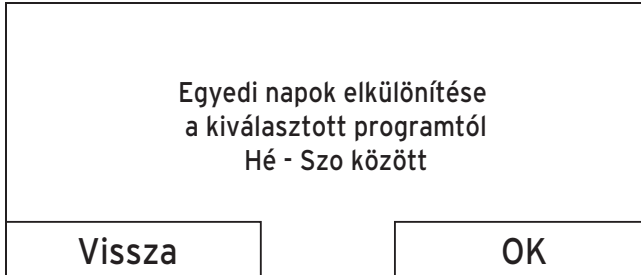 Egyedi napok elkülönítése
a kiválasztott programtól
Hé - Szo között
Vissza
OK